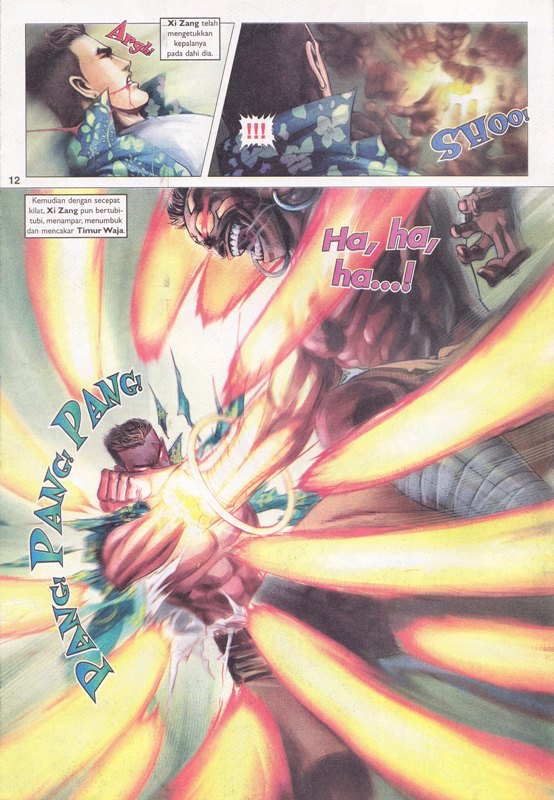 Argh!
...Xi Zang telah
mengetukkan
kepalanya
pada dahi dia.
!!!
SHOO!
12
Kemudian dengan secepat
kilat, Xi Zang pun bertubi-
tubi, menampar, menumbuk
dan mencakar Timur Waja.
Ha, ha,
ha...!
PANG! PANG! PANG!